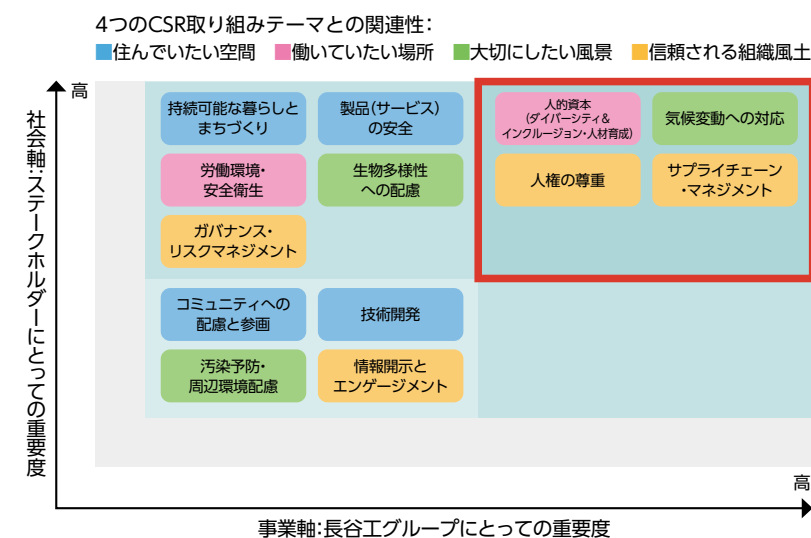 4つのCSR取り組みテーマとの関連性：
■住んでいたい空間 ■働いていたい場所 ■大切にしたい風景 ■信頼される組織風土
高
社会軸：ステークホルダーにとっての重要度
持続可能な暮らしと
まちづくり
製品（サービス）
の安全
人的資本
（ダイバーシティ＆
インクルージョン・人材育成）
気候変動への対応
労働環境・
安全衛生
生物多様性
への配慮
人権の尊重
サプライチェーン
・マネジメント
ガバナンス・
リスクマネジメント
コミュニティへの
配慮と参画
技術開発
汚染予防・
周辺環境配慮
情報開示と
エンゲージメント
高
事業軸：長谷工グループにとっての重要度